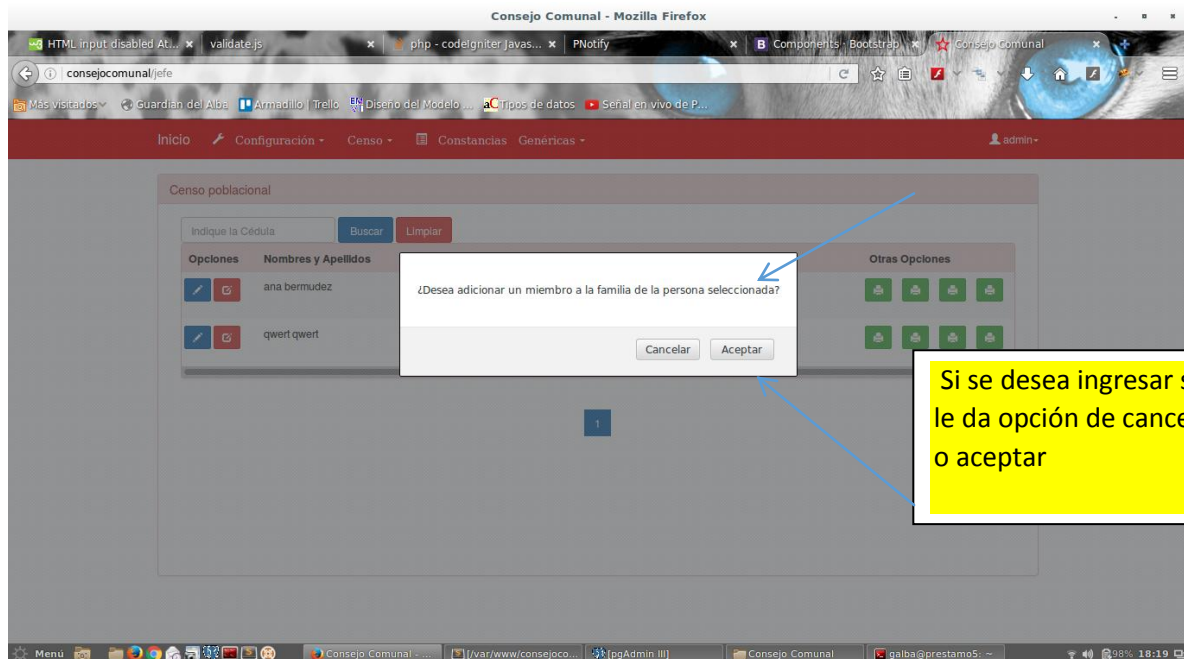 Consejo Comunal - Mozilla Firefox
HTML input disabled At... validate.js php - codeIgniter Javas... PNotify Components · Bootstrap Consejo Comunal
consejocomunal/jefe
Más visitados Guardian del Alba Armadillo | Trello Diseño del Modelo ... Tipos de datos Señal en vivo de P...
Inicio Configuración Censo Constancias Genéricas admin
Censo poblacional
Indique la Cédula Buscar Limpiar
Opciones Nombres y Apellidos Otras Opciones
ana bermudez
¿Desea adicionar un miembro a la familia de la persona seleccionada?
qwert qwert
Cancelar Aceptar
Si se desea ingresar s
le da opción de cance
o aceptar
1
Menú Consejo Comunal - ... [/var/www/consejoco... [pgAdmin III] Consejo Comunal galba@prestamo5: ~ 98% 18:19